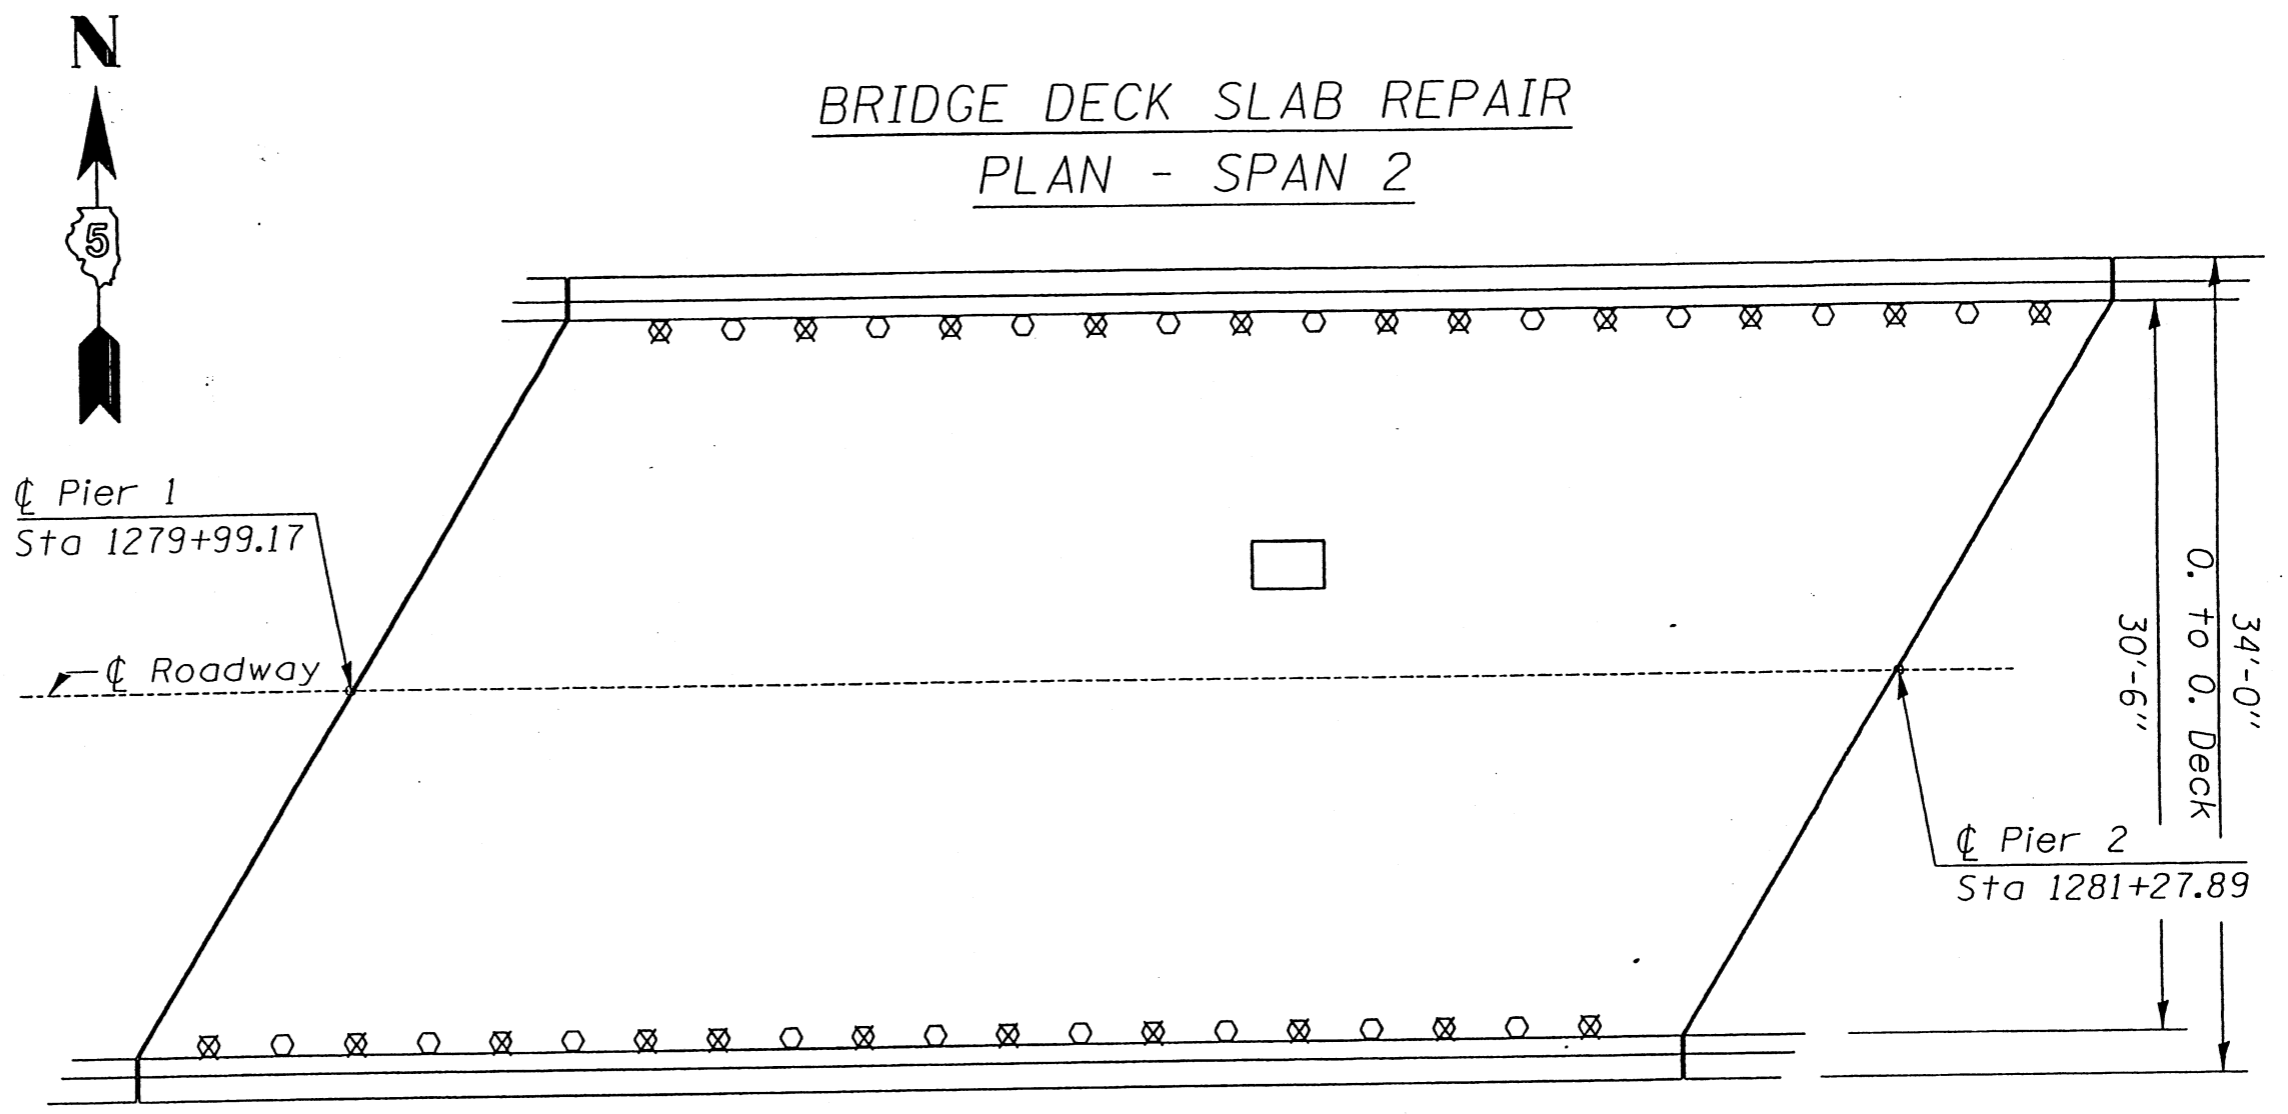 N
BRIDGE DECK SLAB REPAIR
PLAN - SPAN 2
5
℄ Pier 1
Sta 1279+99.17
℄ Roadway
34'-0"
O. to O. Deck
30'-6"
℄ Pier 2
Sta 1281+27.89